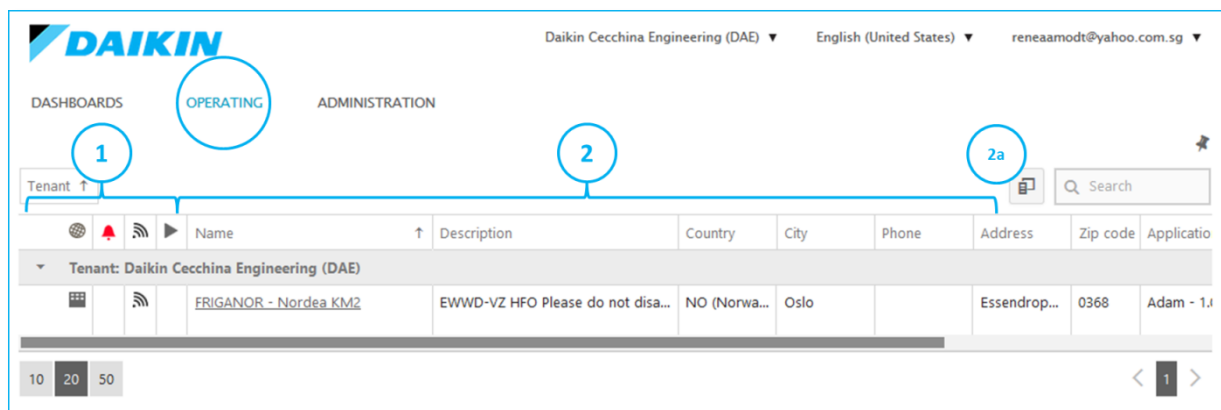 DAIKIN
Daikin Cecchina Engineering (DAE) ▼ English (United States) ▼ reneaamodt@yahoo.com.sg ▼
DASHBOARDS OPERATING ADMINISTRATION
1 2 2a
Tenant ↑ Search
Name ↑ Description Country City Phone Address Zip code Applicatio
Tenant: Daikin Cecchina Engineering (DAE)
FRIGANOR - Nordea KM2 EWWD-VZ HFO Please do not disa... NO (Norwa... Oslo Essendrop... 0368 Adam - 1.0
10 20 50 < 1 >